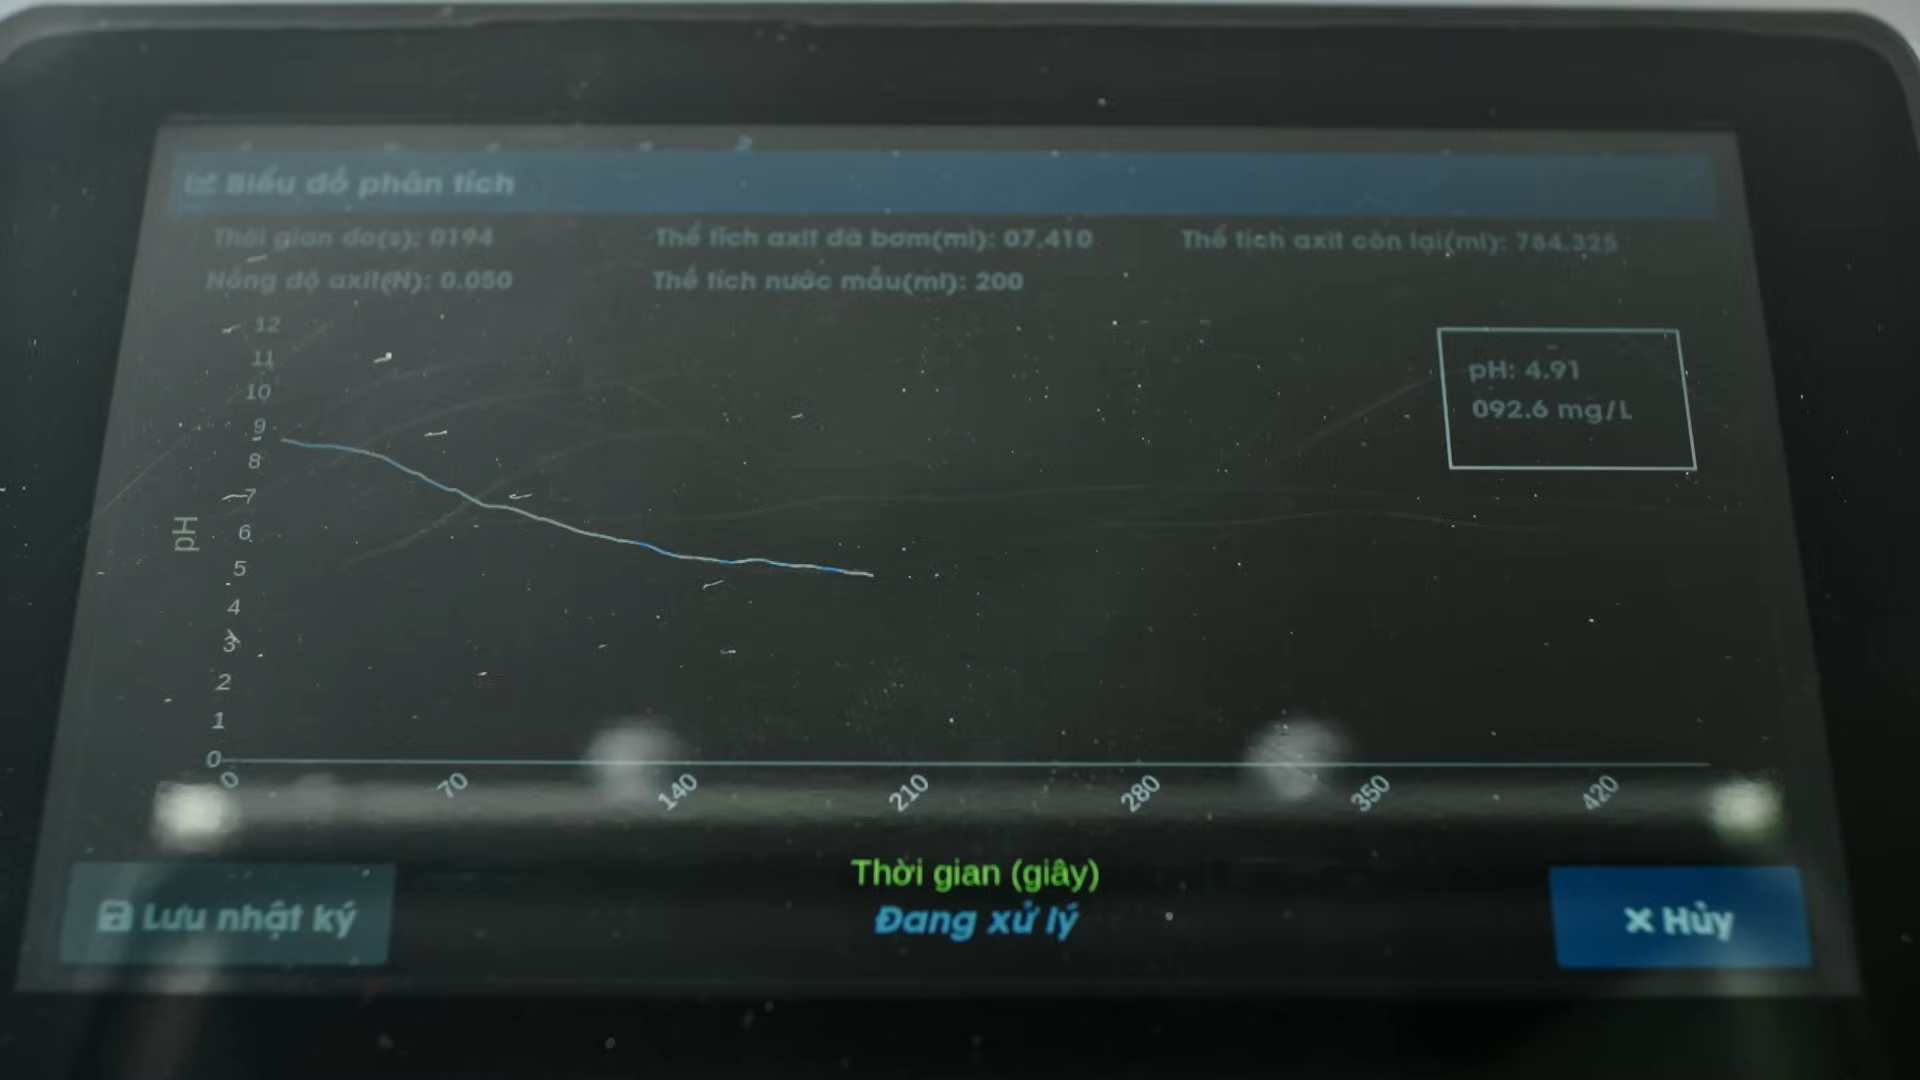 Biểu đồ phân tích
Thời gian đo(s): 0194
Thể tích axit đã bơm(ml): 07.410
Thể tích axit còn lại(ml): 784.325
Nồng độ axit(N): 0.050
Thể tích nước mẫu(ml): 200
12
11
10
9
8
7
6
5
4
3
2
1
0
pH
pH: 4.91
092.6 mg/L
0 70 140 210 280 350 420
Thời gian (giây)
Đang xử lý
Lưu nhật ký
Hủy